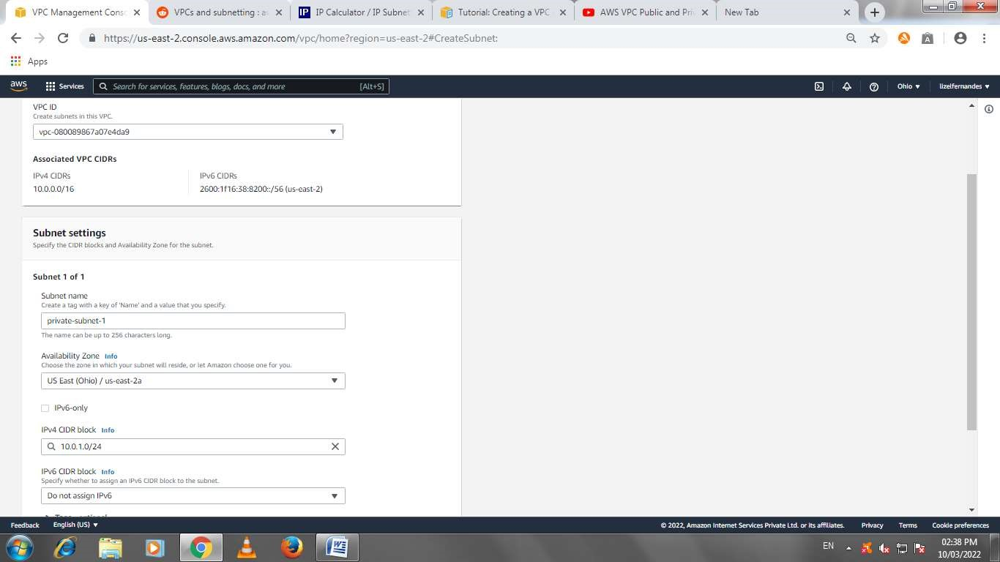 VPC Management Consc
VPCs and subnetting : a
IP Calculator / IP Subnet
Tutorial: Creating a VPC
AWS VPC Public and Pri
New Tab
https://us-east-2.console.aws.amazon.com/vpc/home?region=us-east-2#CreateSubnet:
Apps
aws
Services
Search for services, features, blogs, docs, and more
[Alt+S]
Ohio
lizelfernandes
VPC ID
Create subnets in this VPC.
vpc-080089867a07e4da9
Associated VPC CIDRs
IPv4 CIDRs
IPv6 CIDRs
10.0.0.0/16
2600:1f16:38:8200::/56 (us-east-2)
Subnet settings
Specify the CIDR blocks and Availability Zone for the subnet.
Subnet 1 of 1
Subnet name
Create a tag with a key of 'Name' and a value that you specify.
private-subnet-1
The name can be up to 256 characters long.
Availability Zone Info
Choose the zone in which your subnet will reside, or let Amazon choose one for you.
US East (Ohio) / us-east-2a
IPv6-only
IPv4 CIDR block Info
10.0.1.0/24
IPv6 CIDR block Info
Specify whether to assign an IPv6 CIDR block to the subnet.
Do not assign IPv6
Feedback
English (US)
© 2022, Amazon Internet Services Private Ltd. or its affiliates.
Privacy
Terms
Cookie preferences
EN
02:38 PM
10/03/2022